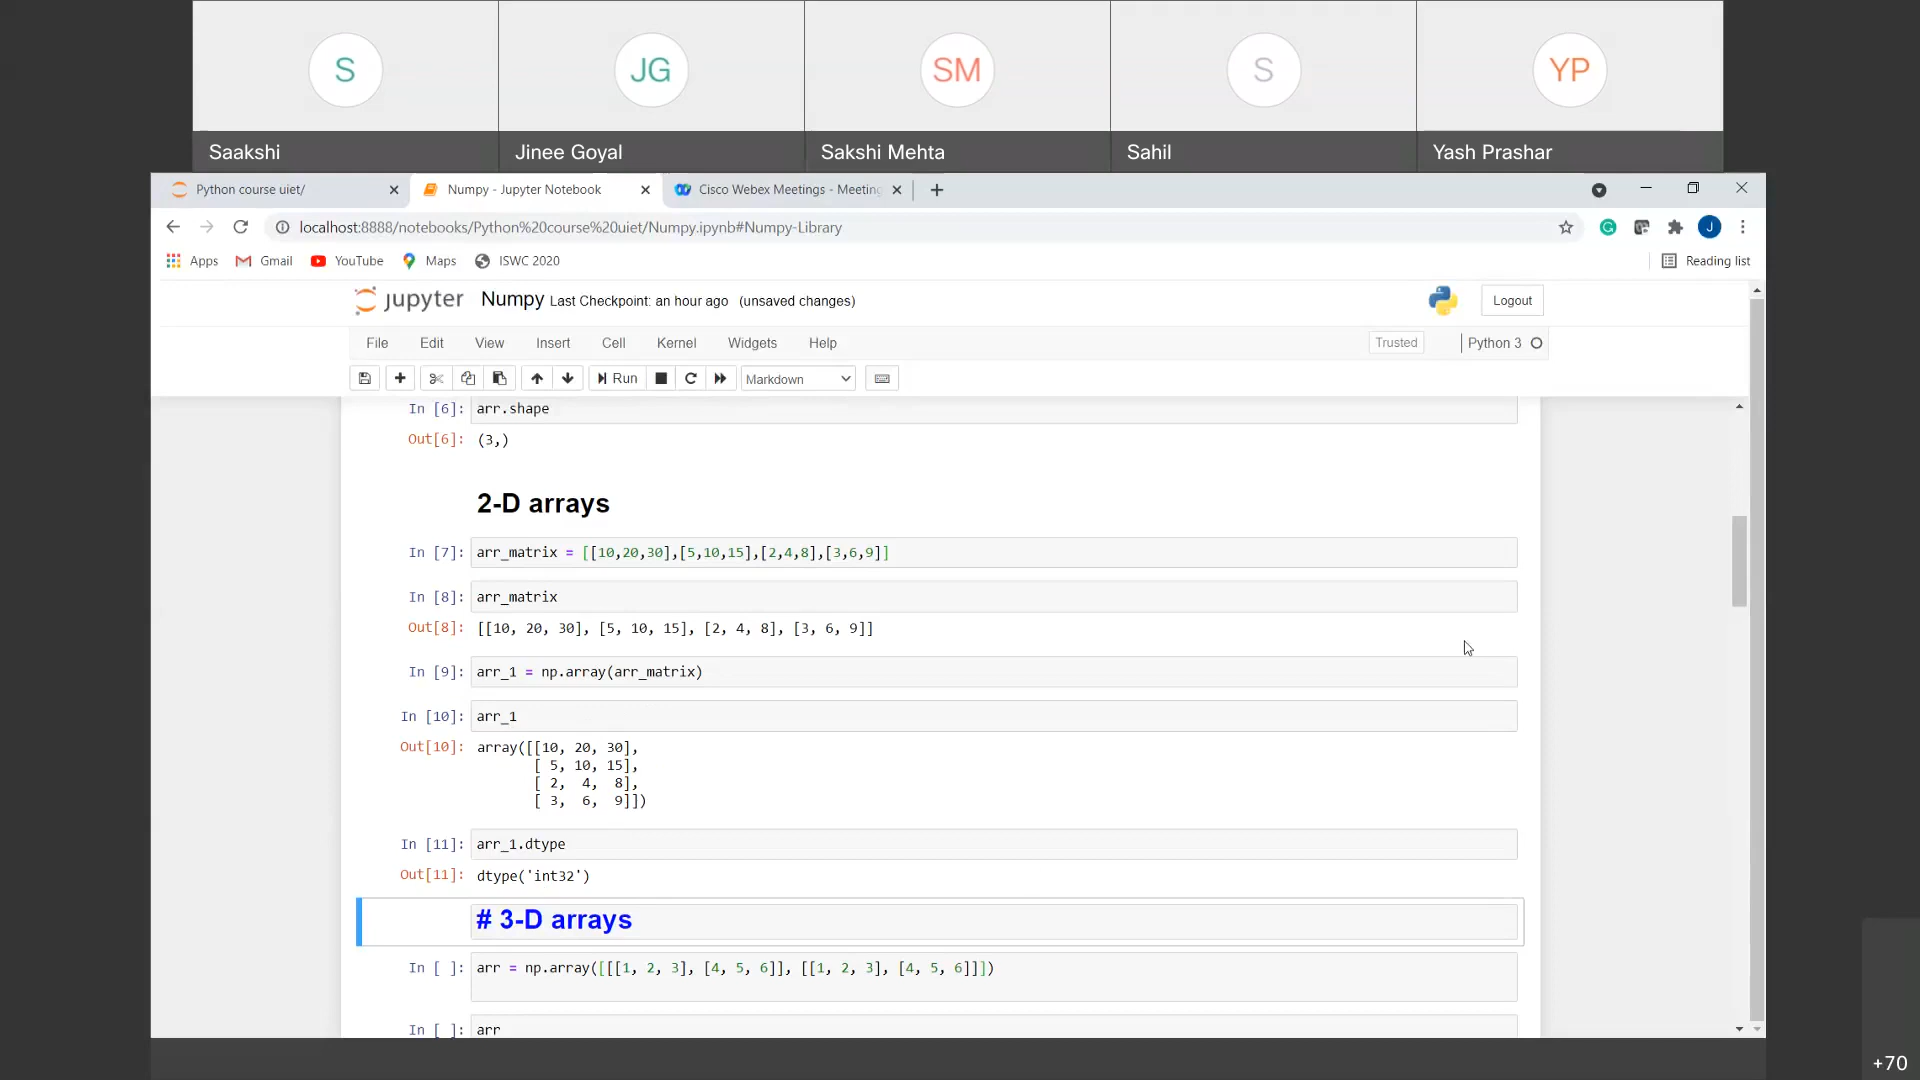 S
JG
SM
S
YP
Saakshi
Jinee Goyal
Sakshi Mehta
Sahil
Yash Prashar
Python course uiet/
Numpy - Jupyter Notebook
Cisco Webex Meetings - Meeting
localhost:8888/notebooks/Python%20course%20uiet/Numpy.ipynb#Numpy-Library
J
Apps
Gmail
YouTube
Maps
ISWC 2020
Reading list
jupyter Numpy Last Checkpoint: an hour ago (unsaved changes)
Logout
File Edit View Insert Cell Kernel Widgets Help
Trusted
Python 3
Run
Markdown
In [6]: arr.shape
Out[6]: (3,)
2-D arrays
In [7]: arr_matrix = [[10,20,30],[5,10,15],[2,4,8],[3,6,9]]
In [8]: arr_matrix
Out[8]: [[10, 20, 30], [5, 10, 15], [2, 4, 8], [3, 6, 9]]
In [9]: arr_1 = np.array(arr_matrix)
In [10]: arr_1
Out[10]: array([[10, 20, 30],
[ 5, 10, 15],
[ 2, 4, 8],
[ 3, 6, 9]])
In [11]: arr_1.dtype
Out[11]: dtype('int32')
# 3-D arrays
In [ ]: arr = np.array([[[1, 2, 3], [4, 5, 6]], [[1, 2, 3], [4, 5, 6]]])
In [ ]: arr
+70